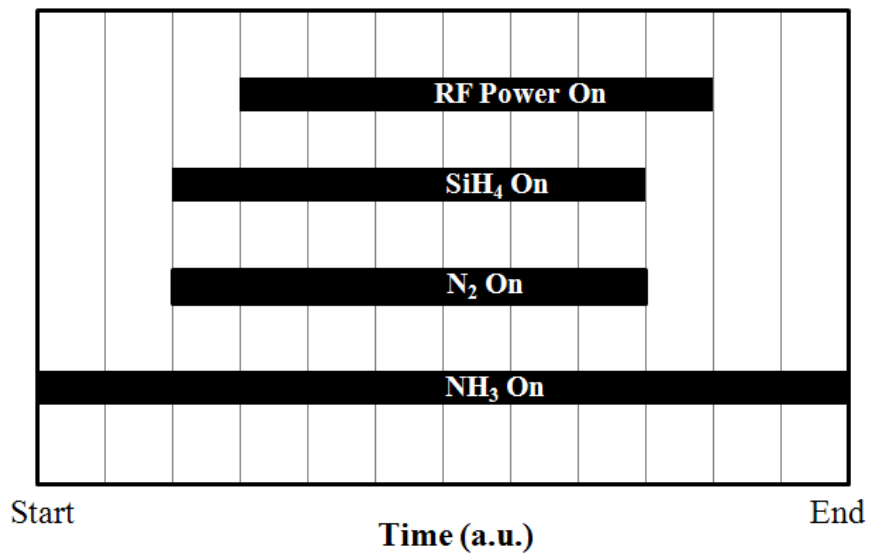 RF Power On
SiH₄ On
N₂ On
NH₃ On
Start
End
Time (a.u.)